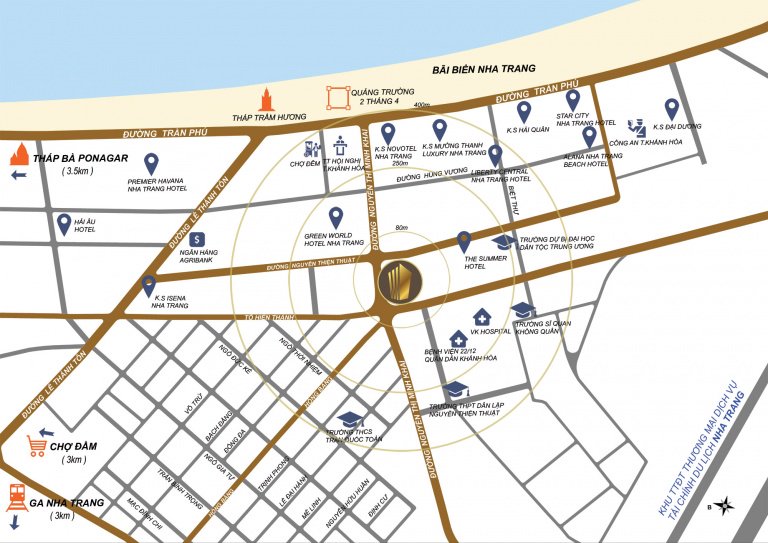 BÃI BIỂN NHA TRANG
QUẢNG TRƯỜNG
2 THÁNG 4
400m
THÁP TRẦM HƯƠNG
ĐƯỜNG TRẦN PHÚ
ĐƯỜNG TRẦN PHÚ
THÁP BÀ PONAGAR
( 3.5km )
PREMIER HAVANA
NHA TRANG HOTEL
CHỢ ĐÊM
TT HỘI NGHỊ
T.KHÁNH HÒA
K.S NOVOTEL
NHA TRANG
250m
K.S MƯỜNG THANH
LUXURY NHA TRANG
K.S HẢI QUÂN
STAR CITY
NHA TRANG HOTEL
K.S ĐẠI DƯƠNG
CÔNG AN T.KHÁNH HÒA
ALANA NHA TRANG
BEACH HOTEL
LIBERTY CENTRAL
NHA TRANG HOTEL
ĐƯỜNG HÙNG VƯƠNG
BIỆT THỰ
ĐƯỜNG NGUYỄN THỊ MINH KHAI
ĐƯỜNG LÊ THÁNH TÔN
HẢI ÂU
HOTEL
NGÂN HÀNG
AGRIBANK
GREEN WORLD
HOTEL NHA TRANG
80m
TRƯỜNG DỰ BỊ ĐẠI HỌC
DÂN TỘC TRUNG ƯƠNG
THE SUMMER
HOTEL
ĐƯỜNG NGUYỄN THIỆN THUẬT
K.S ISENA
NHA TRANG
TÔ HIẾN THÀNH
TRƯỜNG SĨ QUAN
KHÔNG QUÂN
VK HOSPITAL
BỆNH VIỆN 22/12
QUÂN DÂN KHÁNH HÒA
NGÔ THỜI NHIỆM
NGÔ ĐỨC KẾ
ĐƯỜNG LÊ THÁNH TÔN
VÕ TRỨ
BẠCH ĐẰNG
ĐỐNG ĐA
HỒNG BÀNG
ĐƯỜNG NGUYỄN THỊ MINH KHAI
TRƯỜNG THPT DÂN LẬP
NGUYỄN THIỆN THUẬT
TRƯỜNG THCS
TRẦN QUỐC TOẢN
CHỢ ĐẦM
( 3km )
NGÔ GIA TỰ
TRẦN BÌNH TRỌNG
TRỊNH PHONG
LÊ ĐẠI HÀNH
MÊ LINH
NGUYỄN HỮU HUÂN
ĐỊNH CƯ
HỒNG BÀNG
MẠC ĐĨNH CHI
GA NHA TRANG
( 3km )
KHU TTĐT THƯƠNG MẠI DỊCH VỤ
TÀI CHÍNH DU LỊCH NHA TRANG
B